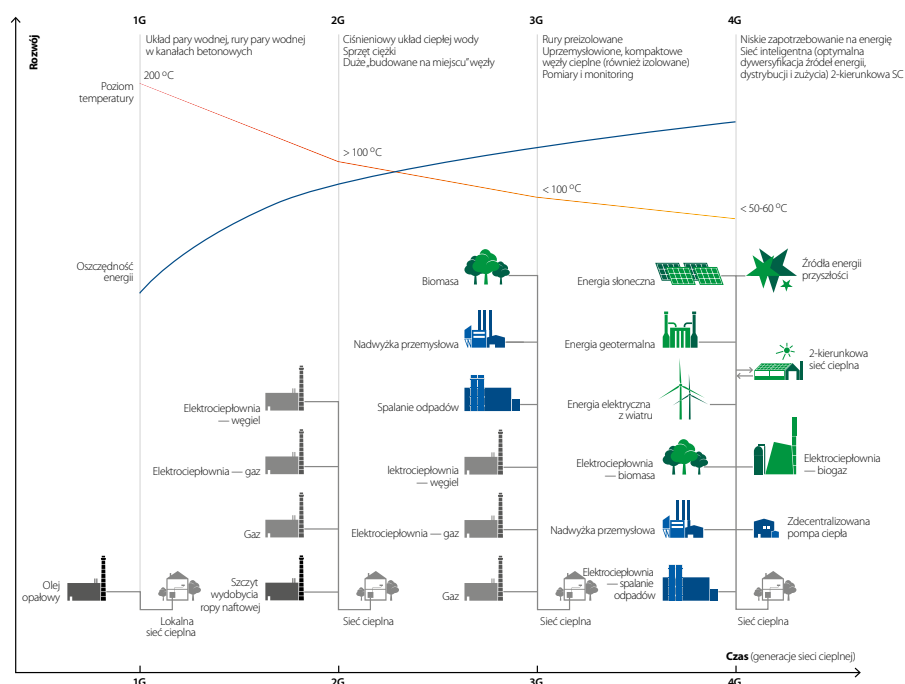 Rozwój
1G
2G
3G
4G
Układ pary wodnej, rury pary wodnej
w kanałach betonowych
Ciśnieniowy układ ciepłej wody
Sprzęt ciężki
Duże „budowane na miejscu” węzły
Rury preizolowane
Uprzemysłowione, kompaktowe
węzły cieplne (również izolowane)
Pomiary i monitoring
Niskie zapotrzebowanie na energię
Sieć inteligentna (optymalna
dywersyfikacja źródeł energii,
dystrybucji i zużycia) 2-kierunkowa SC
Poziom
temperatury
200 °C
> 100 °C
< 100 °C
< 50-60 °C
Oszczędność
energii
Biomasa
Energia słoneczna
Źródła energii
przyszłości
Nadwyżka przemysłowa
Energia geotermalna
2-kierunkowa
sieć cieplna
Elektrociepłownia
— węgiel
Spalanie odpadów
Energia elektryczna
z wiatru
Elektrociepłownia — gaz
lektrociepłownia
— węgiel
Elektrociepłownia
— biomasa
Elektrociepłownia
— biogaz
Gaz
Elektrociepłownia — gaz
Nadwyżka przemysłowa
Zdecentralizowana
pompa ciepła
Olej
opałowy
Szczyt
wydobycia
ropy naftowej
Gaz
Elektrociepłownia
— spalanie
odpadów
Lokalna
sieć cieplna
Sieć cieplna
Sieć cieplna
Sieć cieplna
Czas (generacje sieci cieplnej)
1G
2G
3G
4G